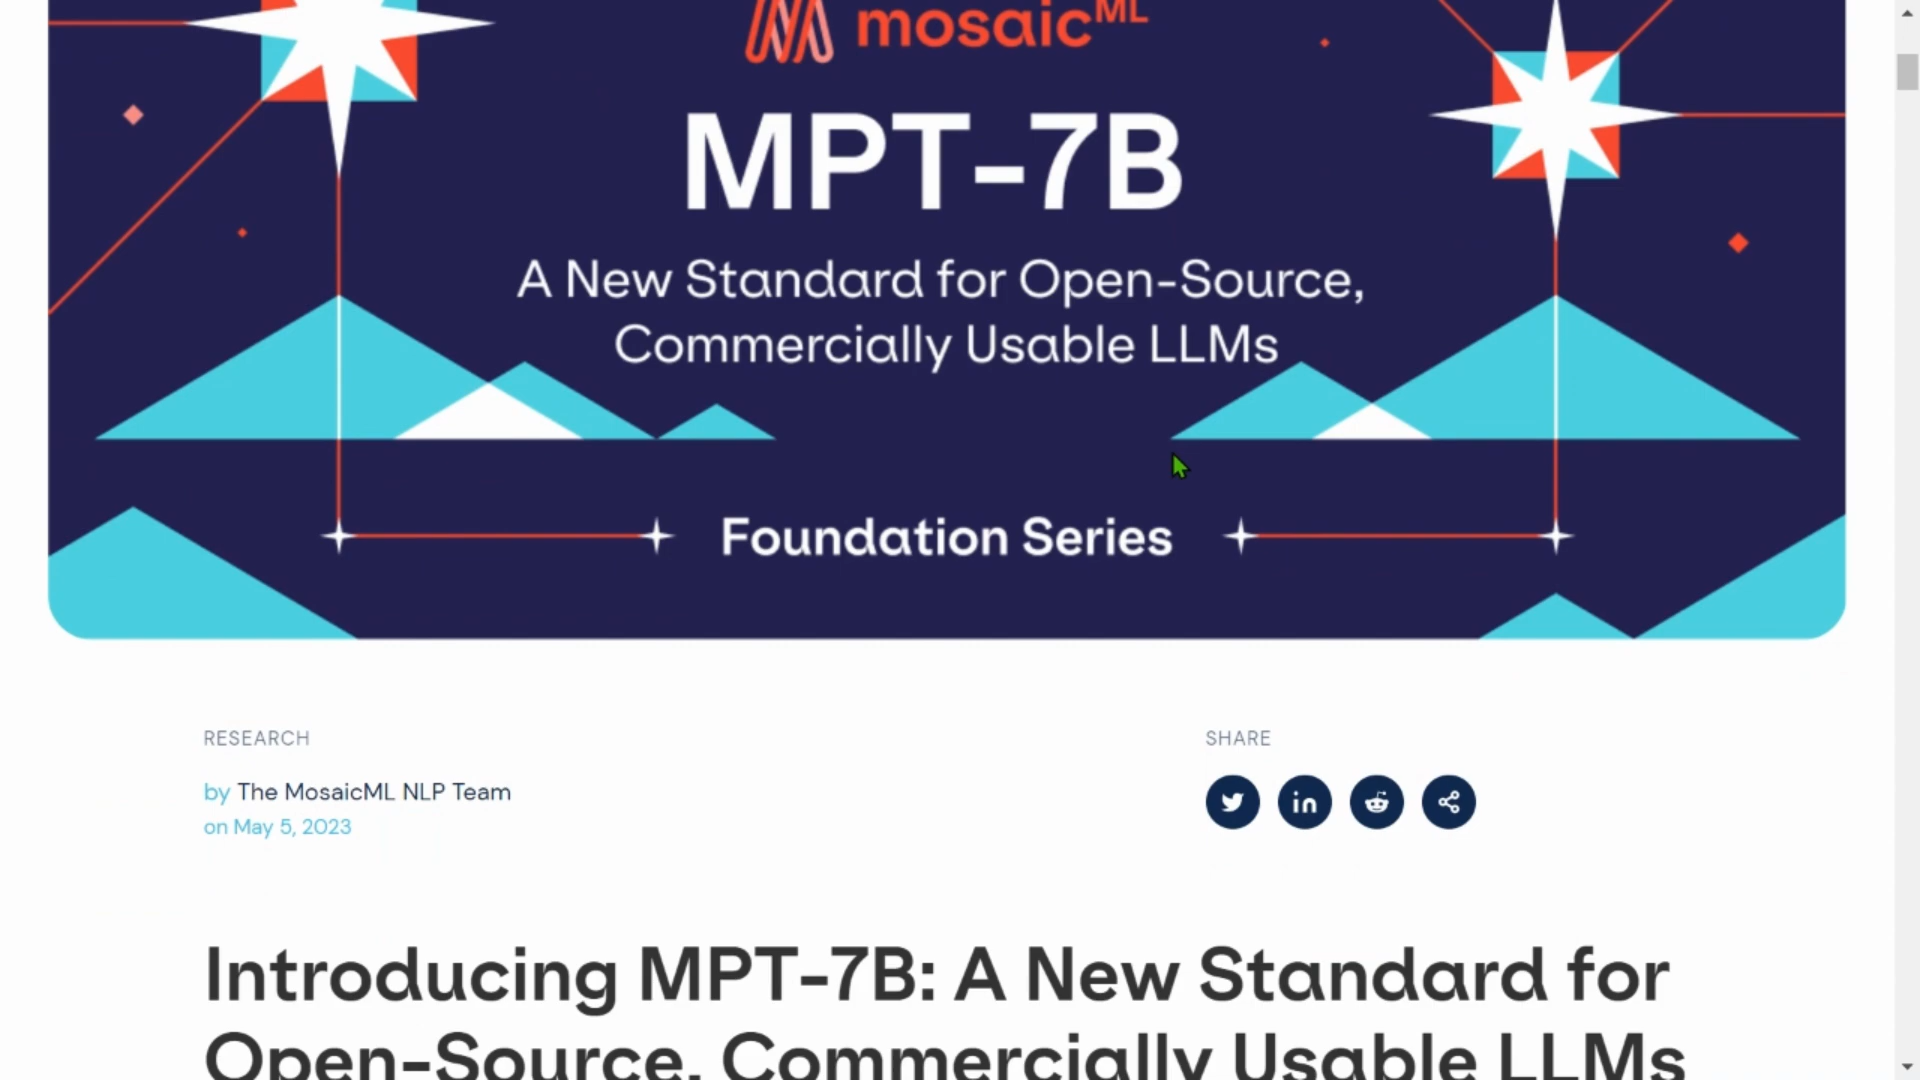 mosaicML
MPT-7B
A New Standard for Open-Source,
Commercially Usable LLMs
Foundation Series
RESEARCH
SHARE
by The MosaicML NLP Team
on May 5, 2023
Introducing MPT-7B: A New Standard for
Open-Source, Commercially Usable LLMs